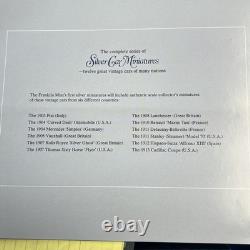 The complete series of
Silver Car Miniatures
—twelve great vintage cars of many nations
The Franklin Mint's first silver miniatures will include authentic scale collector's miniatures
of these vintage cars from six different countries:
The 1903 Fiat (Italy)
The 1904 "Curved Dash" Oldsmobile (U.S.A.)
The 1904 Mercedes "Simplex" (Germany)
The 1906 Vauxhall (Great Britain)
The 1907 Rolls Royce "Silver Ghost" (Great Britain)
The 1907 Thomas Sixty Horse "Flyer" (U.S.A.)
The 1908 Lanchester (Great Britain)
The 1910 Renault "Marne Taxi" (France)
The 1911 Delaunay-Belleville (France)
The 1911 Stanley (Steamer) "Model 70" (U.S.A.)
The 1912 Hispano-Suiza "Alfonso XIII" (Spain)
The 1913 Cadillac Coupe (U.S.A.)